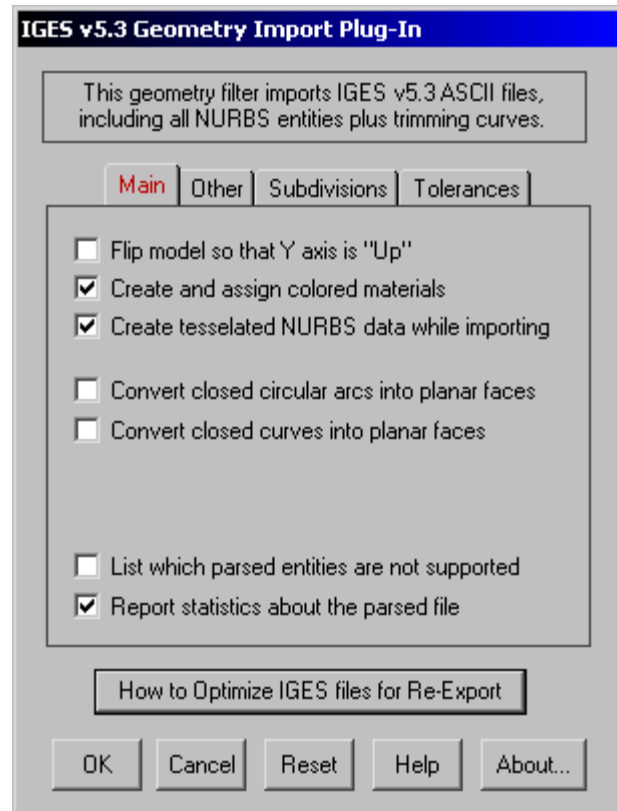 IGES v5.3 Geometry Import Plug-In
This geometry filter imports IGES v5.3 ASCII files,
including all NURBS entities plus trimming curves.
Main Other Subdivisions Tolerances
Flip model so that Y axis is "Up"
Create and assign colored materials
Create tesselated NURBS data while importing
Convert closed circular arcs into planar faces
Convert closed curves into planar faces
List which parsed entities are not supported
Report statistics about the parsed file
How to Optimize IGES files for Re-Export
OK Cancel Reset Help About...